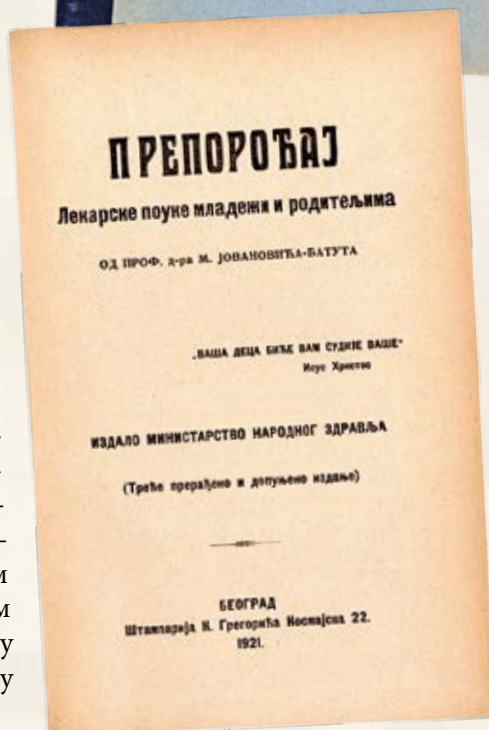 ПРЕПОРОЂАЈ
Лекарске поуке младежи и родитељима
ОД ПРОФ. д-ра М. ЈОВАНОВИЋА-БАТУТА
„ВАША ДЕЦА БИЋЕ ВАМ СУДИЈЕ ВАШЕ“
Исус Христос
ИЗДАЛО МИНИСТАРСТВО НАРОДНОГ ЗДРАВЉА
(Треће прерађено и допуњено издање)
БЕОГРАД
Штампарија Н. Грегорића Космајска 22.
1921.